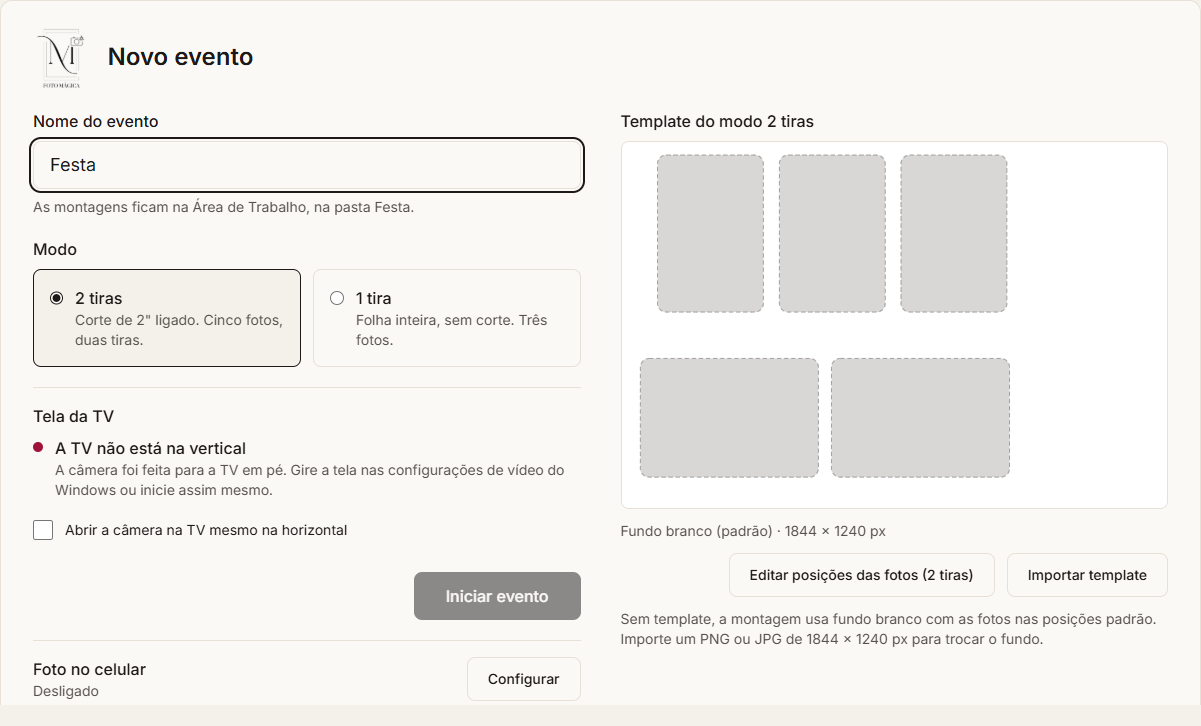 FOTO MÁGICA
Novo evento
Nome do evento
Festa
As montagens ficam na Área de Trabalho, na pasta Festa.
Modo
2 tiras
Corte de 2" ligado. Cinco fotos,
duas tiras.
1 tira
Folha inteira, sem corte. Três
fotos.
Tela da TV
A TV não está na vertical
A câmera foi feita para a TV em pé. Gire a tela nas configurações de vídeo do
Windows ou inicie assim mesmo.
Abrir a câmera na TV mesmo na horizontal
Iniciar evento
Foto no celular
Desligado
Configurar
Template do modo 2 tiras
Fundo branco (padrão) · 1844 × 1240 px
Editar posições das fotos (2 tiras)
Importar template
Sem template, a montagem usa fundo branco com as fotos nas posições padrão.
Importe um PNG ou JPG de 1844 × 1240 px para trocar o fundo.